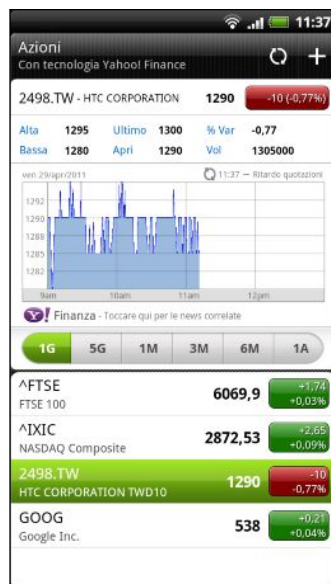 11:37
Azioni
Con tecnologia Yahoo! Finance
2498.TW - HTC CORPORATION 1290 -10 (-0,77%)
Alta 1295 Ultimo 1300 % Var -0,77
Bassa 1280 Apri 1290 Vol 1305000
ven 29/apr/2011 11:37 — Ritardo quotazioni
1292
1290
1288
1285
1282
9am 10am 11am 12pm
Y! Finanza - Toccare qui per le news correlate
1G 5G 1M 3M 6M 1A
^FTSE 6069,9 +1,74
FTSE 100 +0,03%
^IXIC 2872,53 +2,65
NASDAQ Composite +0,09%
2498.TW 1290 -10
HTC CORPORATION TWD10 -0,77%
GOOG 538 +0,21
Google Inc. +0,04%